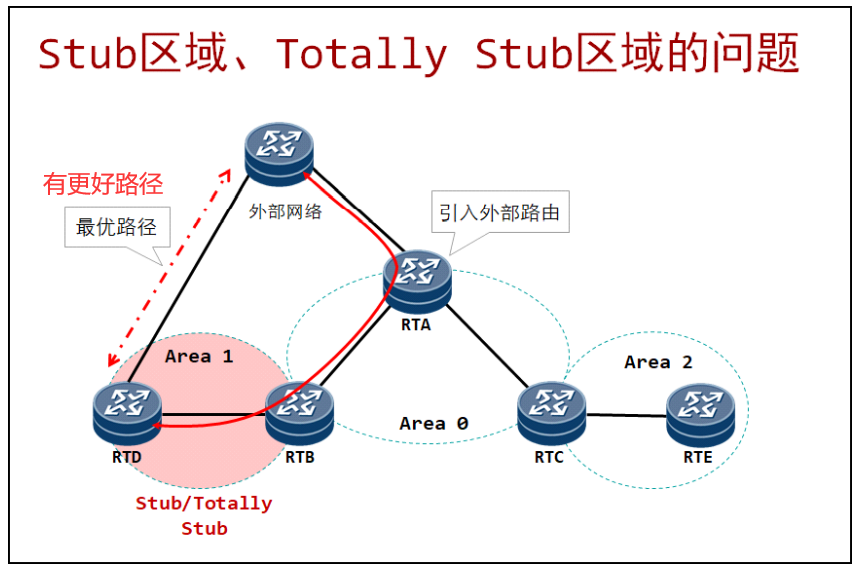 Stub区域、Totally Stub区域的问题
有更好路径
最优路径
外部网络
引入外部路由
RTA
Area 1
Area 2
Area 0
RTD
RTB
RTC
RTE
Stub/Totally
Stub